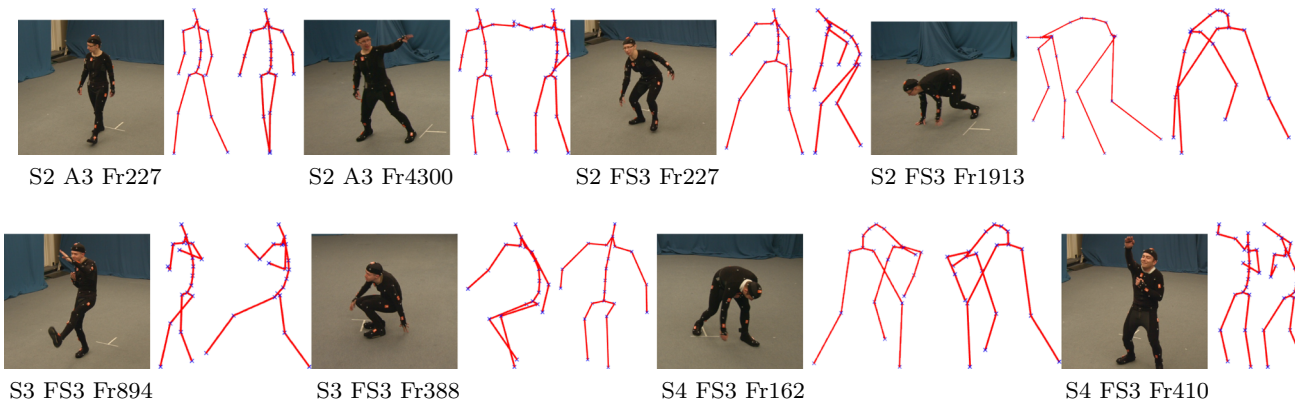 S2 A3 Fr227
S2 A3 Fr4300
S2 FS3 Fr227
S2 FS3 Fr1913
S3 FS3 Fr894
S3 FS3 Fr388
S4 FS3 Fr162
S4 FS3 Fr410